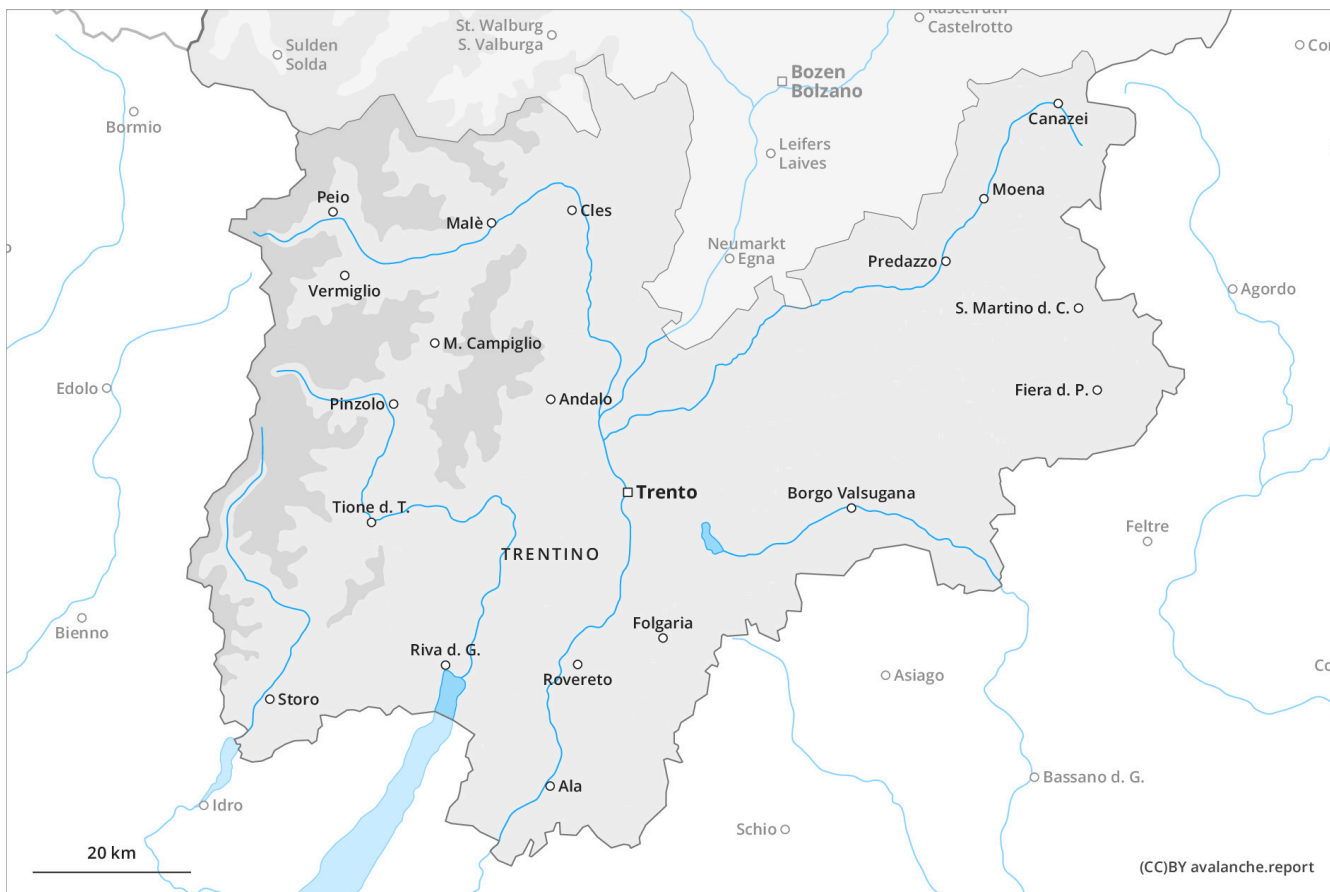 Castelrotto
St. Walburg
S. Valburga
Sulden
Solda
Bozen
Bolzano
Bormio
Canazei
Leifers
Laives
Peio
Malè
Cles
Moena
Neumarkt
Egna
Predazzo
Vermiglio
Agordo
S. Martino d. C.
M. Campiglio
Edolo
Pinzolo
Andalo
Fiera d. P.
Trento
Borgo Valsugana
Tione d. T.
Feltre
TRENTINO
Bienno
Folgaria
Riva d. G.
Rovereto
Asiago
Storo
Idro
Ala
Bassano d. G.
Schio
20 km
(CC)BY avalanche.report